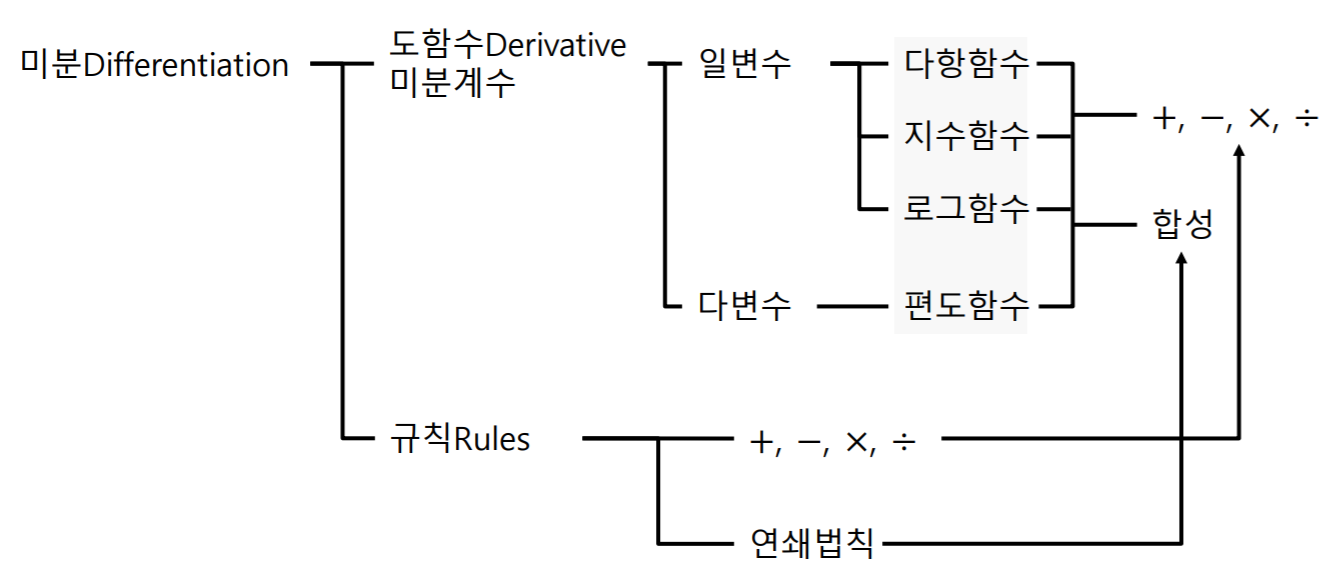 미분Differentiation
도함수Derivative
미분계수
일변수
다항함수
지수함수
로그함수
+, −, ×, ÷
합성
다변수
편도함수
규칙Rules
+, −, ×, ÷
연쇄법칙